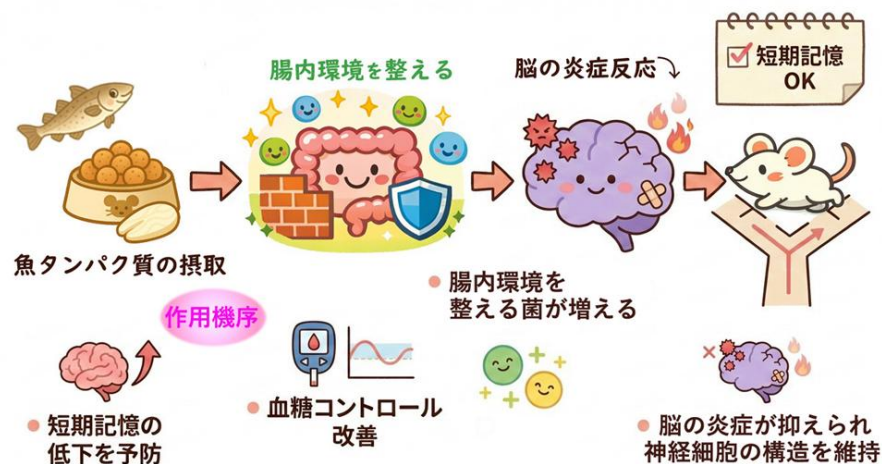 腸内環境を整える
脳の炎症反応
短期記憶
OK
魚タンパク質の摂取
作用機序
腸内環境を
整える菌が増える
短期記憶の
低下を予防
血糖コントロール
改善
脳の炎症が抑えられ
神経細胞の構造を維持